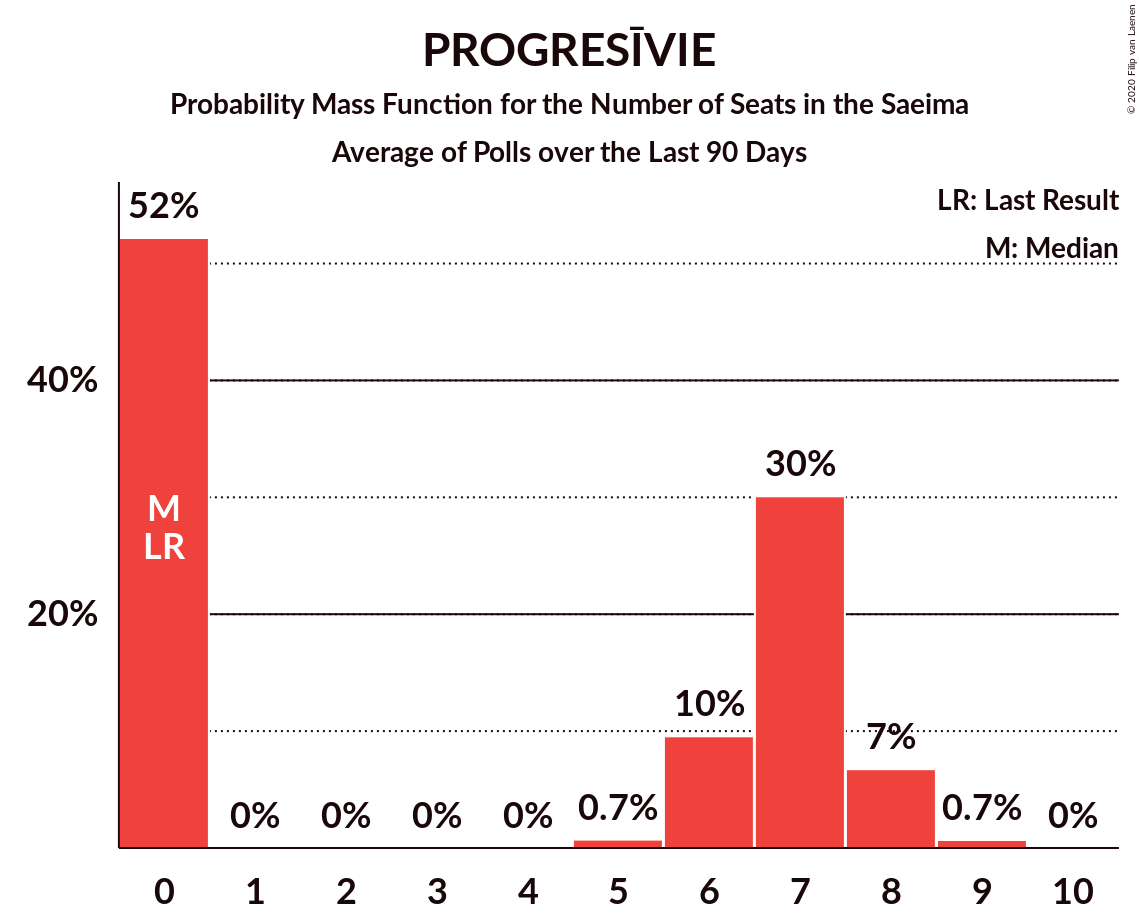 PROGRESĪVIE
Probability Mass Function for the Number of Seats in the Saeima
Average of Polls over the Last 90 Days
© 2020 Filip van Laenen
LR: Last Result
M: Median
52%
40%
20%
M
LR
0%
0%
0%
0%
0.7%
10%
30%
7%
0.7%
0%
0 1 2 3 4 5 6 7 8 9 10